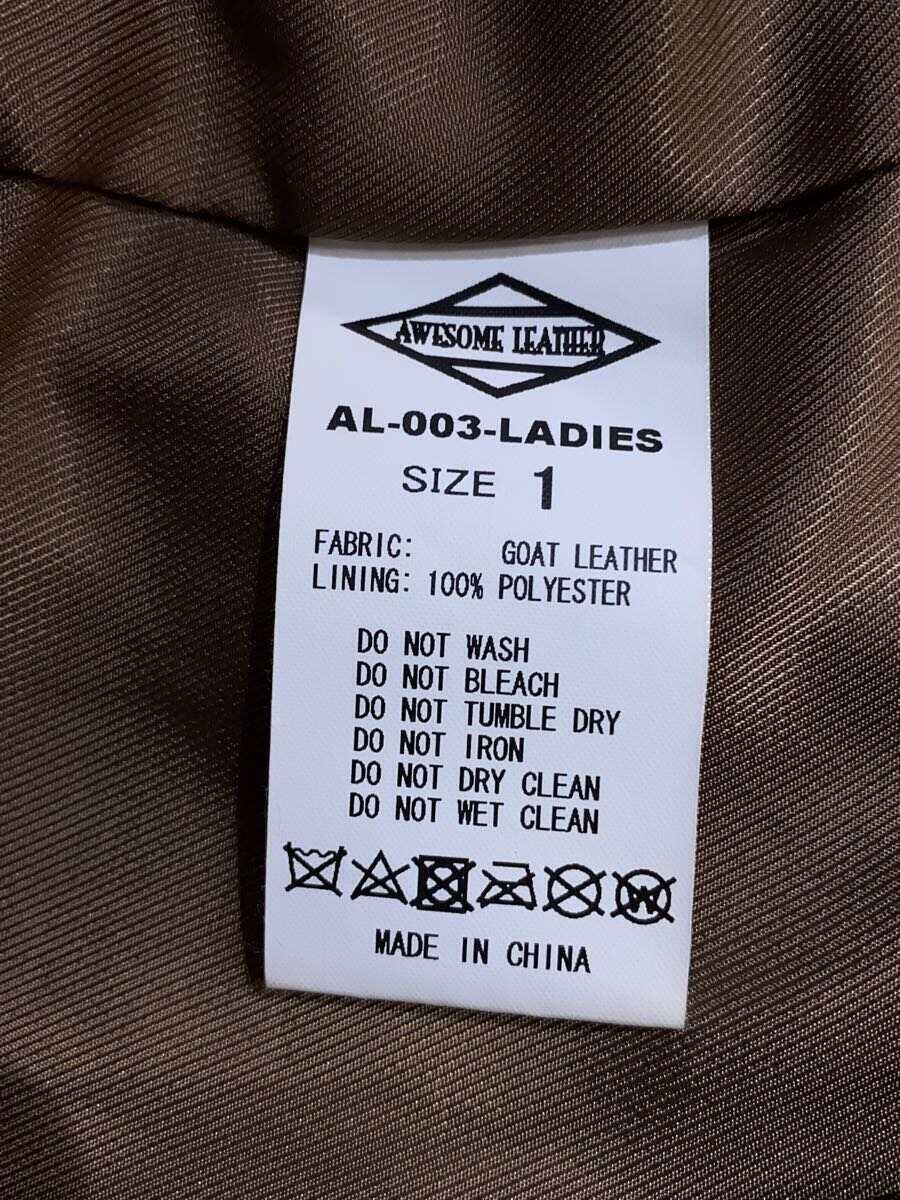 AWESOME LEATHER
AL-003-LADIES
SIZE 1
FABRIC: GOAT LEATHER
LINING: 100% POLYESTER
DO NOT WASH
DO NOT BLEACH
DO NOT TUMBLE DRY
DO NOT IRON
DO NOT DRY CLEAN
DO NOT WET CLEAN
W
MADE IN CHINA